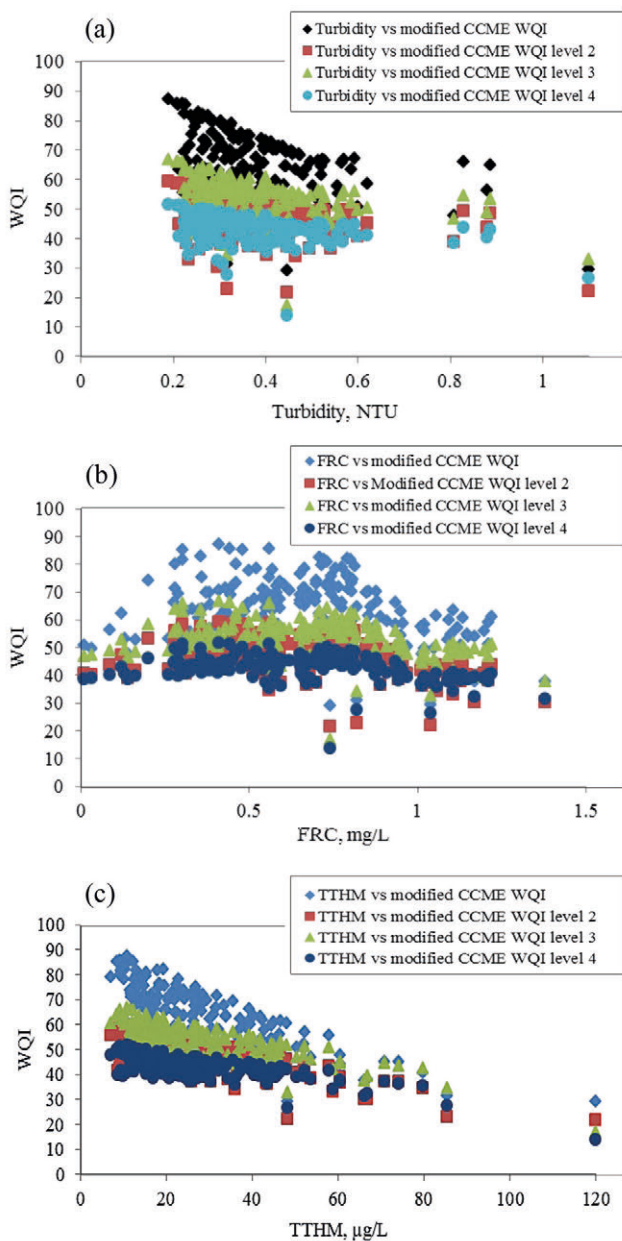 (a)
Turbidity vs modified CCME WQI
Turbidity vs modified CCME WQI level 2
Turbidity vs modified CCME WQI level 3
Turbidity vs modified CCME WQI level 4
100
90
80
70
60
50
40
30
20
10
0
WQI
0 0.2 0.4 0.6 0.8 1
Turbidity, NTU
(b)
FRC vs modified CCME WQI
FRC vs Modified CCME WQI level 2
FRC vs modified CCME WQI level 3
FRC vs modified CCME WQI level 4
100
90
80
70
60
50
40
30
20
10
0
WQI
0 0.5 1 1.5
FRC, mg/L
(c)
TTHM vs modified CCME WQI
TTHM vs modified CCME WQI level 2
TTHM vs modified CCME WQI level 3
TTHM vs modified CCME WQI level 4
100
90
80
70
60
50
40
30
20
10
0
WQI
0 20 40 60 80 100 120
TTHM, µg/L